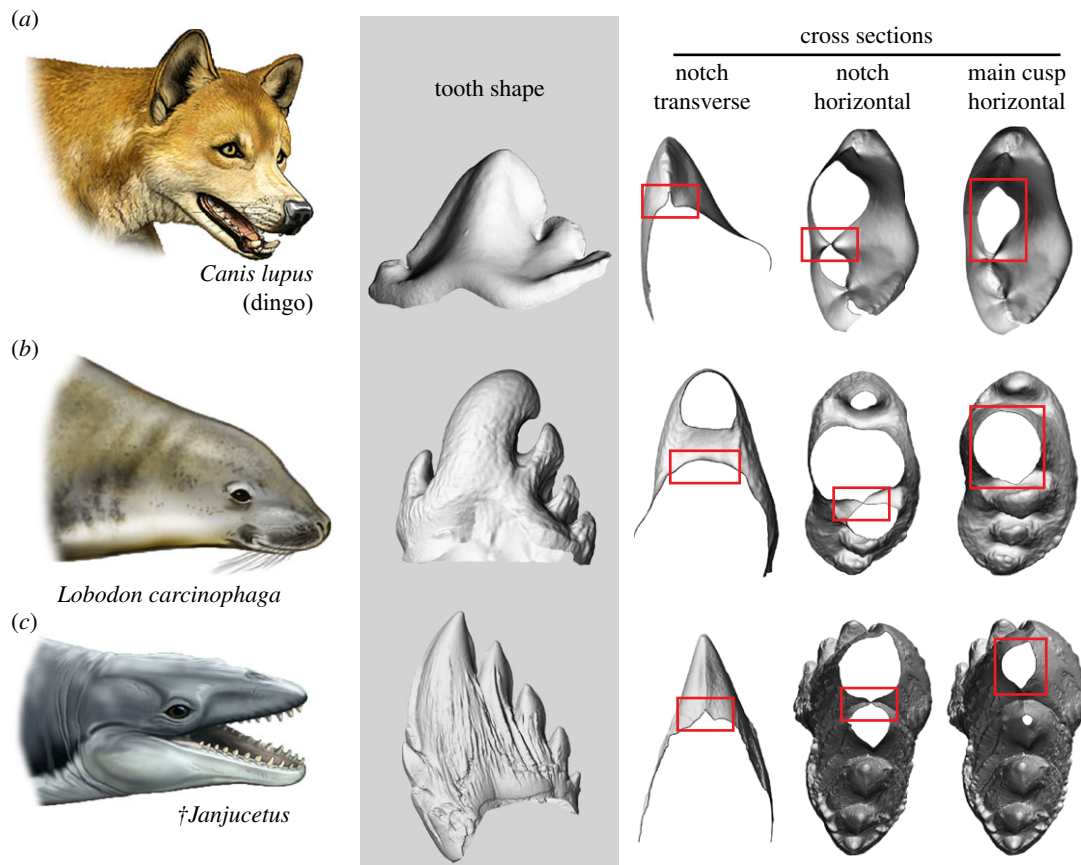 (a)
cross sections
tooth shape
notch
transverse
notch
horizontal
main cusp
horizontal
Canis lupus
(dingo)
(b)
Lobodon carcinophaga
(c)
†Janjucetus